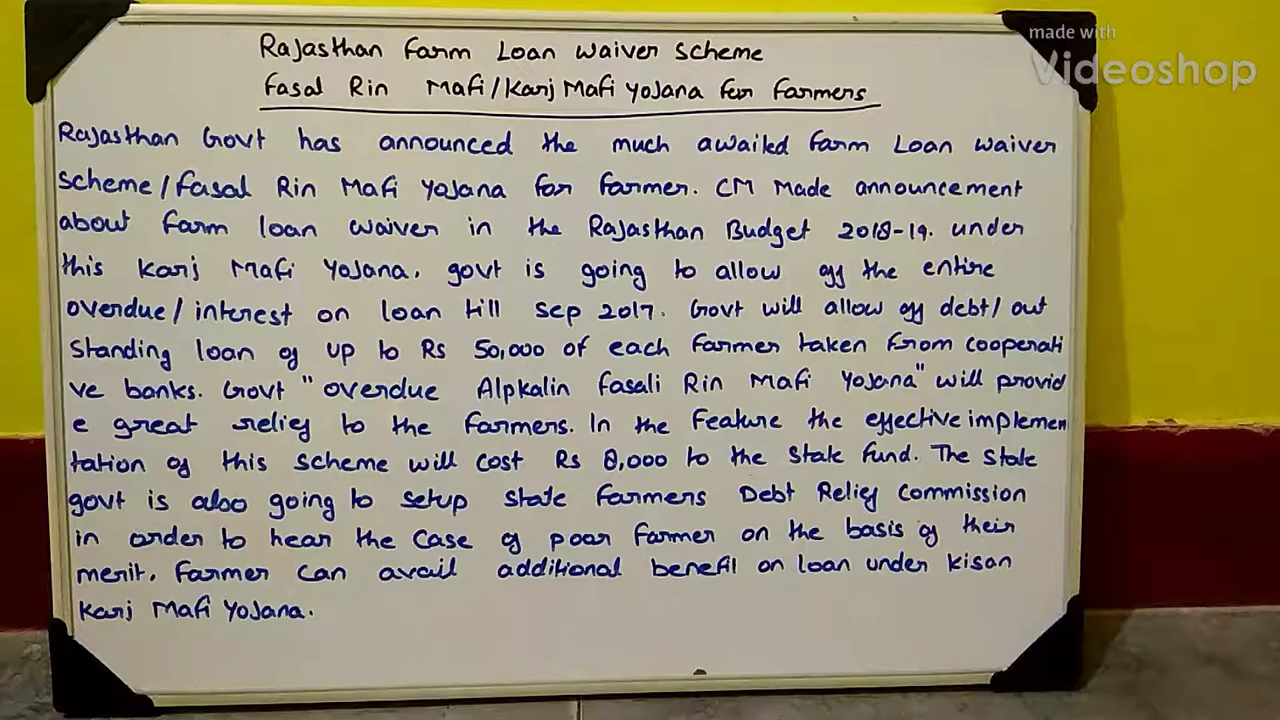 made with
Videoshop
Rajasthan Farm Loan Waiver Scheme
Fasal Rin Mafi/Karj Mafi Yojana for Farmers
Rajasthan Govt has announced the much awaited Farm Loan waiver
Scheme/Fasal Rin Mafi Yojana for farmer. CM Made announcement
about farm loan waiver in the Rajasthan Budget 2018-19. under
this Karj Mafi Yojana. govt is going to allow off the entire
overdue/interest on loan till Sep 2017. Govt will allow off debt/out
standing loan of up to Rs 50,000 of each Farmer taken from cooperati
ve banks. Govt "overdue Alpkalin Fasali Rin Mafi Yojana" will provid
e great relief to the Farmers. In the Feature the effective implemen
tation of this scheme will cost Rs 8,000 to the State Fund. The State
govt is also going to setup State Farmers Debt Relief Commission
in order to hear the Case of poor farmer on the basis of their
merit. Farmer Can avail additional benefit on loan under kisan
Karj Mafi Yojana.